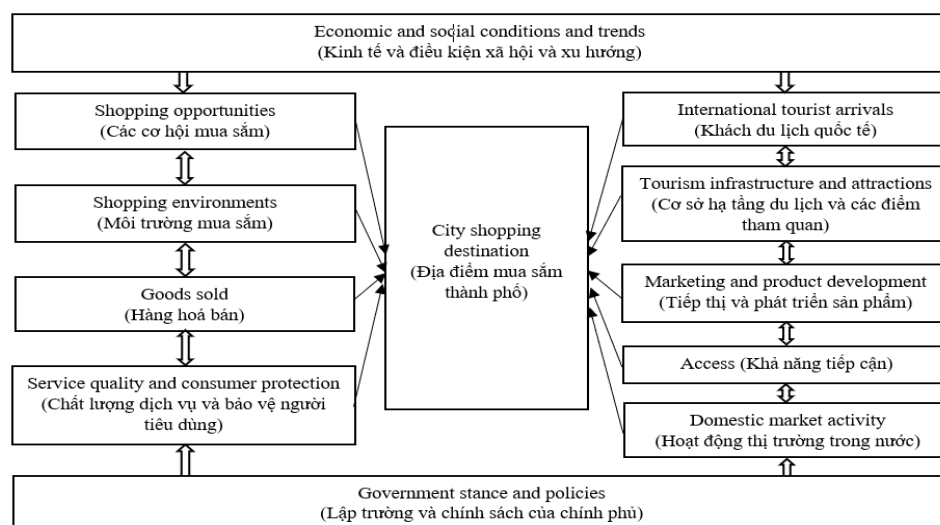 Economic and social conditions and trends
(Kinh tế và điều kiện xã hội và xu hướng)
Shopping opportunities
(Các cơ hội mua sắm)
Shopping environments
(Môi trường mua sắm)
Goods sold
(Hàng hoá bán)
Service quality and consumer protection
(Chất lượng dịch vụ và bảo vệ người
tiêu dùng)
City shopping
destination
(Địa điểm mua sắm
thành phố)
International tourist arrivals
(Khách du lịch quốc tế)
Tourism infrastructure and attractions
(Cơ sở hạ tầng du lịch và các điểm
tham quan)
Marketing and product development
(Tiếp thị và phát triển sản phẩm)
Access (Khả năng tiếp cận)
Domestic market activity
(Hoạt động thị trường trong nước)
Government stance and policies
(Lập trường và chính sách của chính phủ)